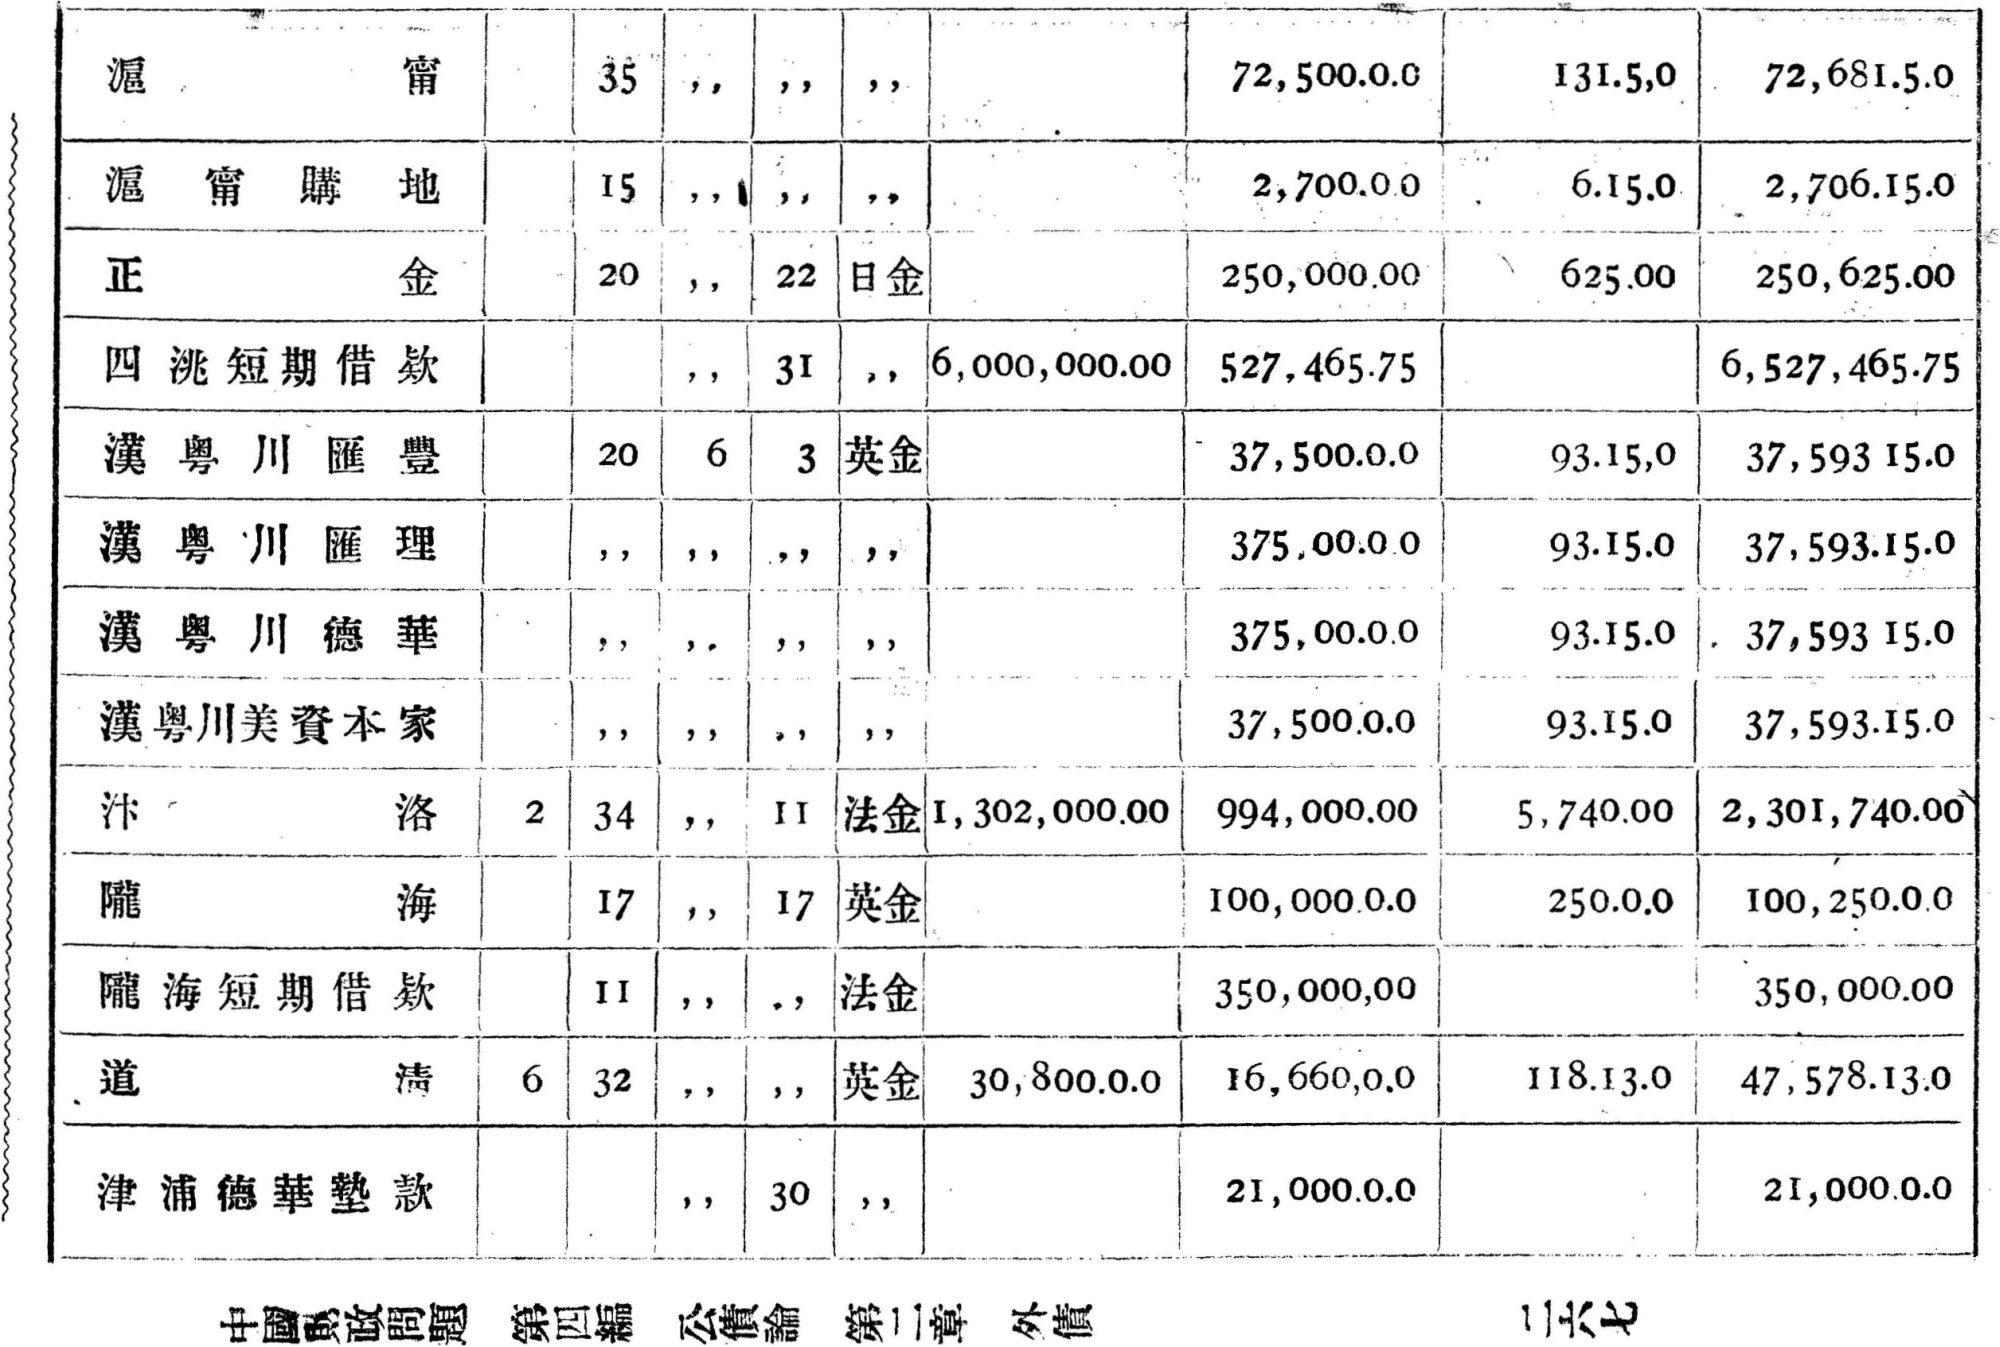 滬甯 35 ,, ,, ,, 72,500.0.0 131.5,0 72,681.5.0
滬甯購地 15 ,, ,, ,, 2,700.0.0 6.15.0 2,706.15.0
正金 20 ,, 22 日金 250,000.00 625.00 250,625.00
四洮短期借欵 ,, 31 ,, 6,000,000.00 527,465.75 6,527,465.75
漢粵川匯豐 20 6 3 英金 37,500.0.0 93.15,0 37,593 15.0
漢粵川匯理 ,, ,, ,, ,, 375,00.0.0 93.15.0 37,593.15.0
漢粵川德華 ,, ,, ,, ,, 375,00.0.0 93.15.0 37,593 15.0
漢粵川美資本家 ,, ,, ,, ,, 37,500.0.0 93.15.0 37,593.15.0
汴洛 2 34 ,, 11 法金 1,302,000.00 994,000.00 5,740.00 2,301,740.00
隴海 17 ,, 17 英金 100,000.0.0 250.0.0 100,250.0.0
隴海短期借欵 11 ,, ,, 法金 350,000,00 350,000.00
道淸 6 32 ,, ,, 英金 30,800.0.0 16,660,0.0 118.13.0 47,578.13.0
津浦德華墊款 ,, 30 ,, 21,000.0.0 21,000.0.0
中國財政問題 第四編 公債論 第二章 外債 二六七